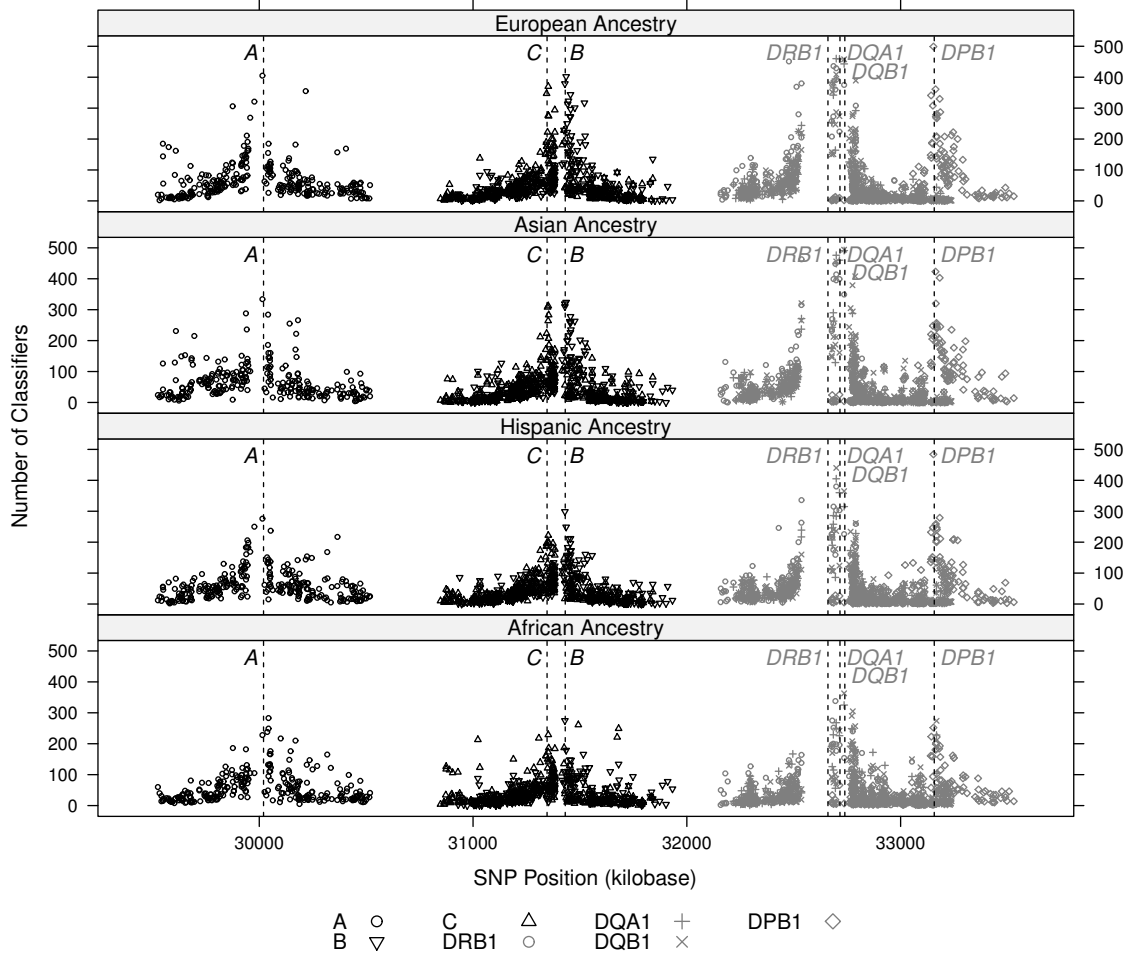 European Ancestry
A C B DRB1 DQA1 DPB1
DQB1
500
400
300
200
100
0
Asian Ancestry
A C B DRB1 DQA1 DPB1
DQB1
500
400
300
200
100
0
Hispanic Ancestry
A C B DRB1 DQA1 DPB1
DQB1
500
400
300
200
100
0
African Ancestry
A C B DRB1 DQA1 DPB1
DQB1
500
400
300
200
100
0
Number of Classifiers
30000 31000 32000 33000
SNP Position (kilobase)
A C DQA1 DPB1
B DRB1 DQB1